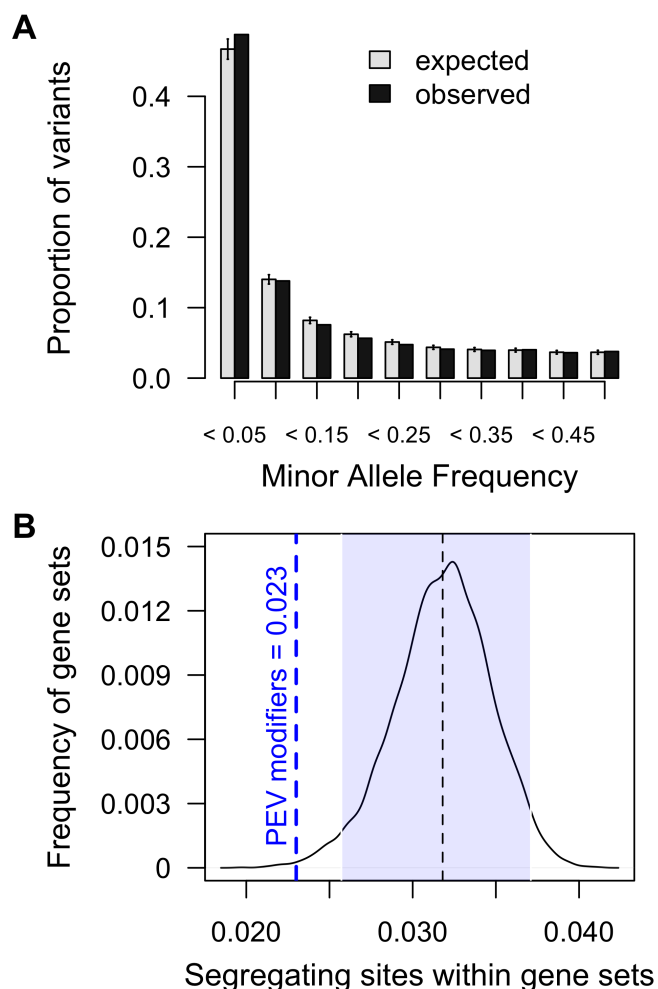 A
Proportion of variants
expected
observed
0.4
0.3
0.2
0.1
0.0
< 0.05 < 0.15 < 0.25 < 0.35 < 0.45
Minor Allele Frequency
B
Frequency of gene sets
0.015
0.012
0.009
0.006
0.003
0
PEV modifiers = 0.023
0.020 0.030 0.040
Segregating sites within gene sets